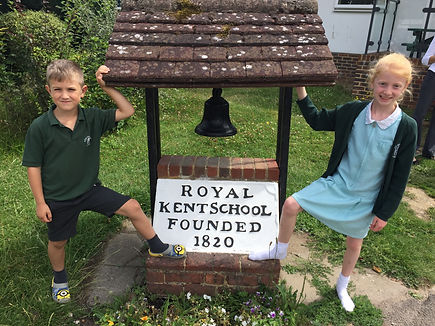 ROYAL
KENT SCHOOL
FOUNDED
1820